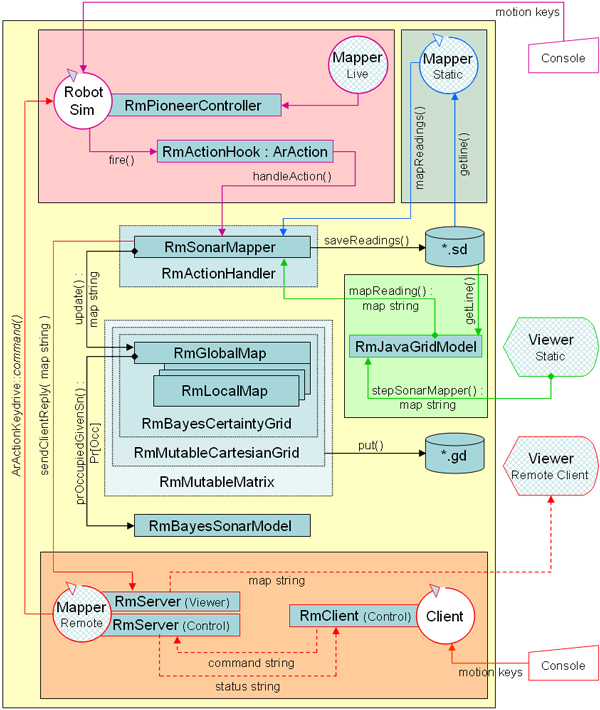 motion keys
Console
Mapper
Live
Mapper
Static
Robot
Sim
RmPioneerController
fire()
RmActionHook : ArAction
handleAction()
mapReadings()
getline()
RmSonarMapper
RmActionHandler
saveReadings()
*.sd
update() :
map string
mapReading() :
map string
getLine()
RmJavaGridModel
stepSonarMapper() :
map string
Viewer
Static
RmGlobalMap
RmLocalMap
RmBayesCertaintyGrid
RmMutableCartesianGrid
RmMutableMatrix
put()
*.gd
Viewer
Remote Client
ArActionKeydrive::command()
sendClientReply( map string )
prOccupiedGivenSn() :
Pr[Occ]
RmBayesSonarModel
map string
Mapper
Remote
RmServer (Viewer)
RmServer (Control)
RmClient (Control)
Client
command string
status string
motion keys
Console